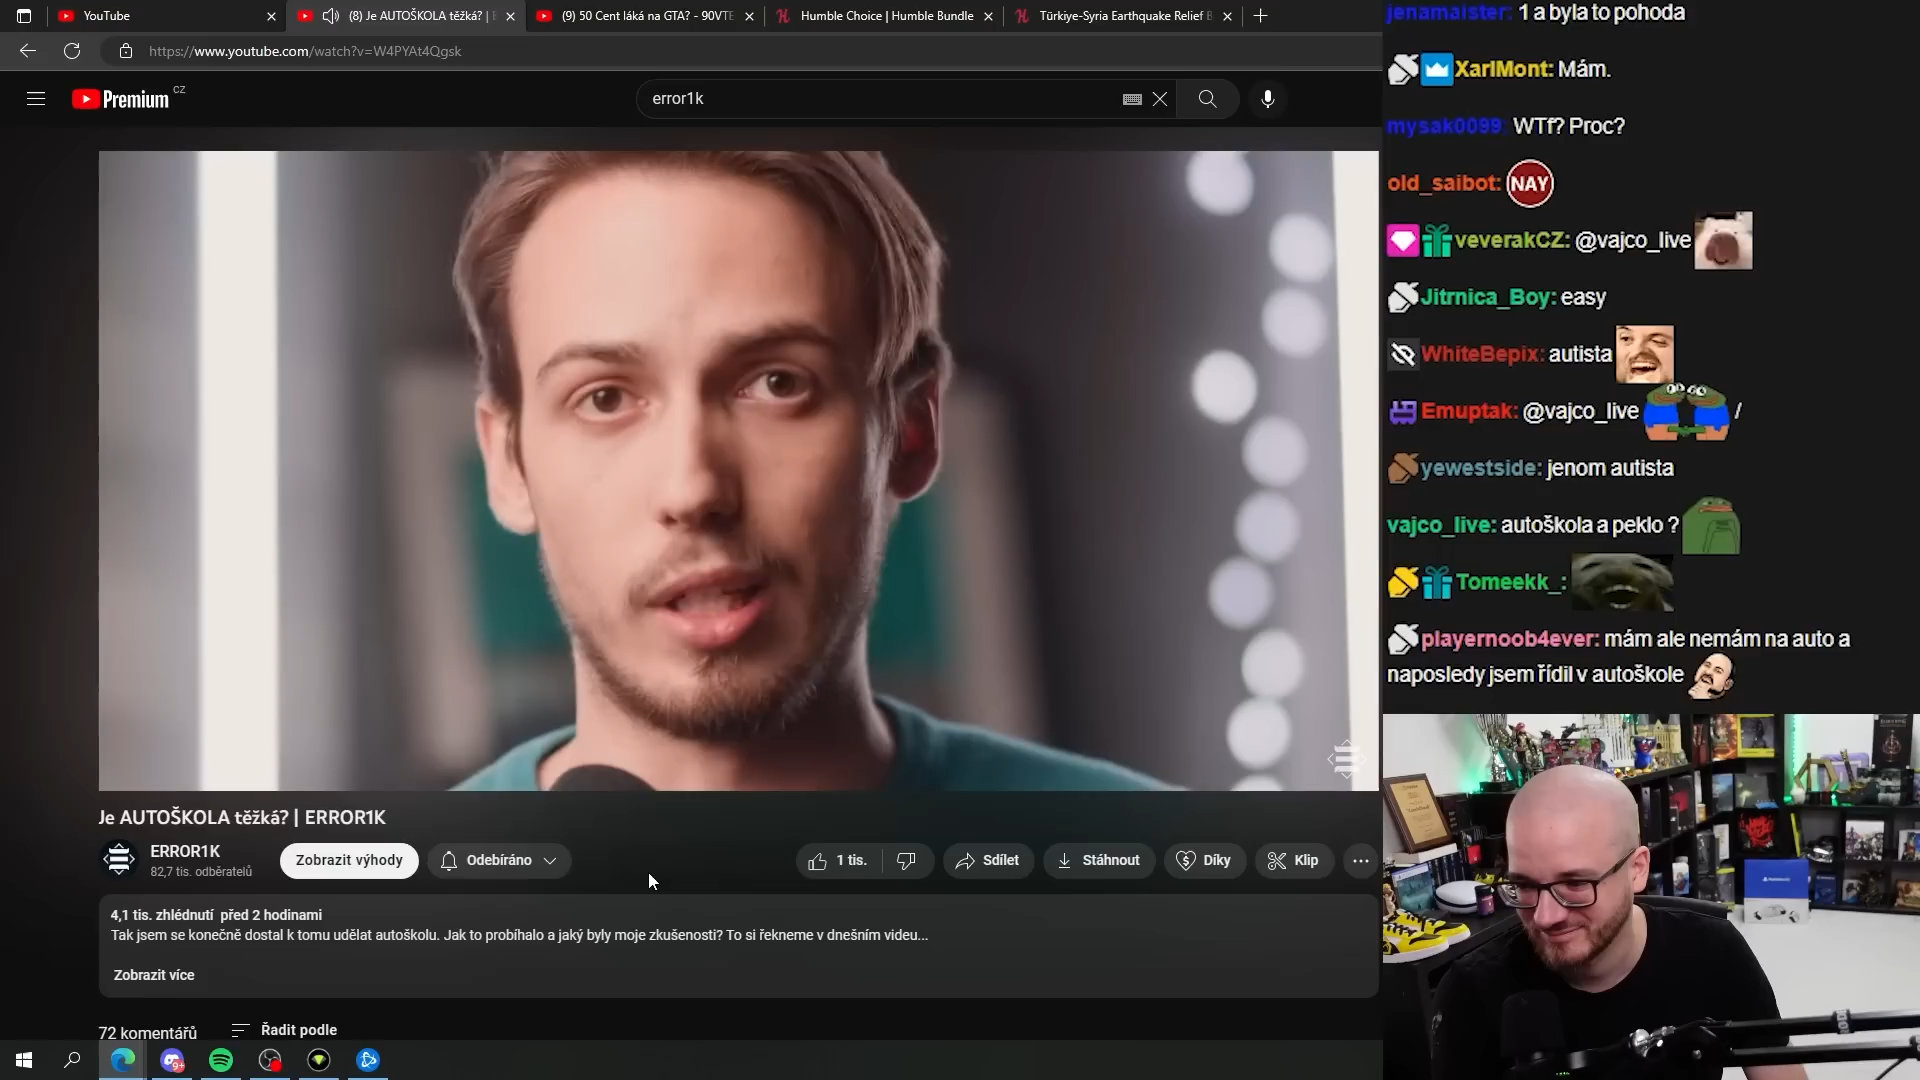 YouTube
(8) Je AUTOŠKOLA těžká? | E
(9) 50 Cent láká na GTA? - 90VTE
Humble Choice | Humble Bundle
Türkiye-Syria Earthquake Relief B
https://www.youtube.com/watch?v=W4PYAt4Qgsk
Premium CZ
error1k
Je AUTOŠKOLA těžká? | ERROR1K
ERROR1K
82,7 tis. odběratelů
Zobrazit výhody
Odebíráno
1 tis.
Sdílet
Stáhnout
Díky
Klip
4,1 tis. zhlédnutí před 2 hodinami
Tak jsem se konečně dostal k tomu udělat autoškolu. Jak to probíhalo a jaký byly moje zkušenosti? To si řekneme v dnešním videu...
Zobrazit více
72 komentářů
Řadit podle
9+
jenamaister: 1 a byla to pohoda
XarlMont: Mám.
mysak0099: WTf? Proc?
old_saibot: NAY
veverakCZ: @vajco_live
Jitrnica_Boy: easy
WhiteBepix: autista
Emuptak: @vajco_live /
yewestside: jenom autista
vajco_live: autoškola a peklo ?
Tomeekk_:
playernoob4ever: mám ale nemám na auto a
naposledy jsem řídil v autoškole